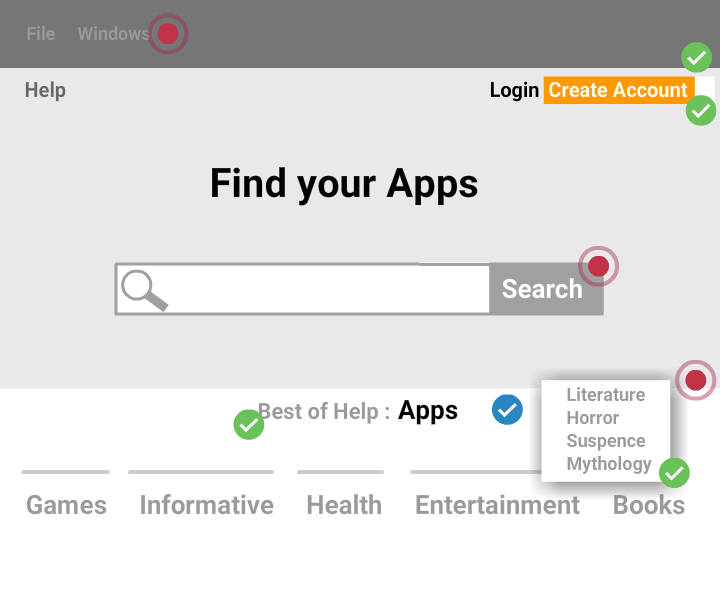 File Windows
Help Login Create Account
Find your Apps
Search
Best of Help : Apps
Literature
Horror
Suspence
Mythology
Games Informative Health Entertainment Books